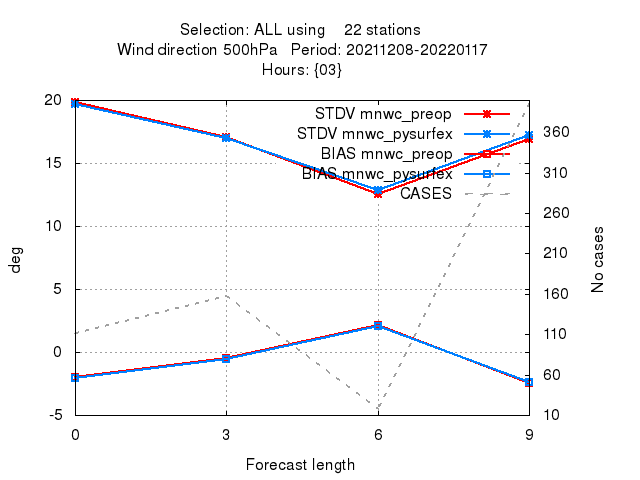 Selection: ALL using    22 stations
Wind direction 500hPa   Period: 20211208-20220117
Hours: {03}
STDV mnwc_preop
STDV mnwc_pysurfex
BIAS mnwc_preop
BIAS mnwc_pysurfex
CASES
20
15
10
5
0
-5
deg
360
310
260
210
160
110
60
10
No cases
0 3 6 9
Forecast length